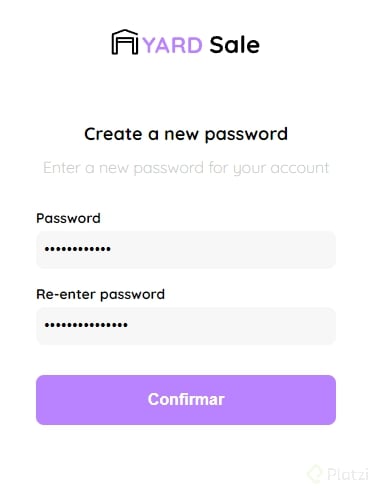 YARD Sale
Create a new password
Enter a new password for your account
Password
••••••••••••
Re-enter password
•••••••••••••••
Confirmar
Platzi